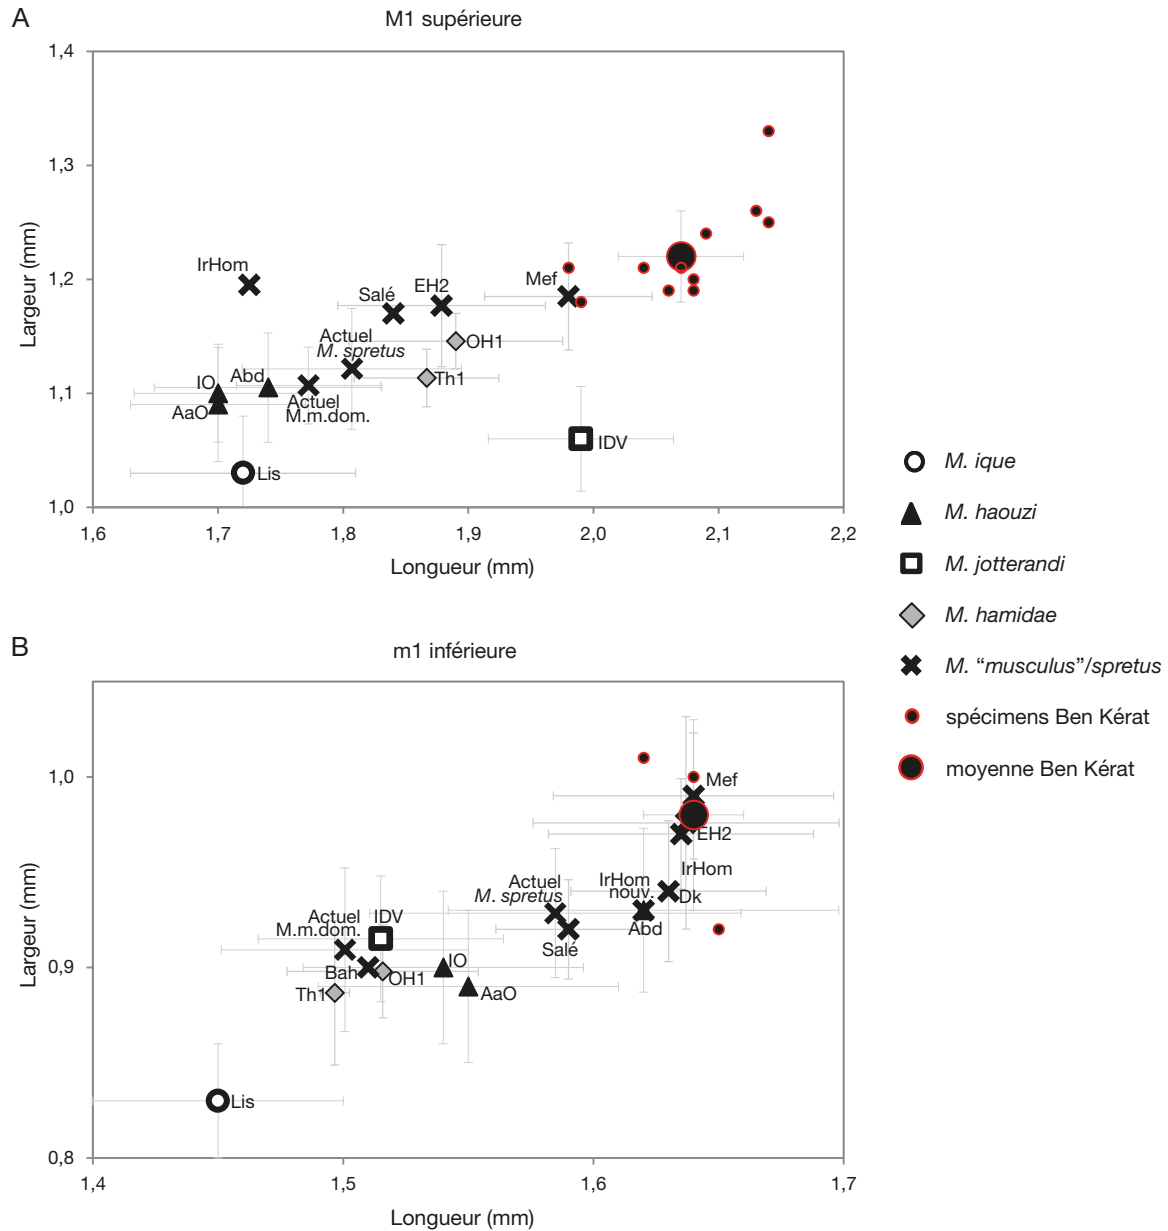 A
M1 supérieure
Largeur (mm)
1,4
1,3
1,2
1,1
1,0
IrHom
Salé
EH2
Mef
Actuel
M. spretus
OH1
Th1
IO
Abd
AaO
Actuel
M.m.dom.
Lis
IDV
1,6
1,7
1,8
1,9
2,0
2,1
2,2
Longueur (mm)
M. ique
M. haouzi
M. jotterandi
M. hamidae
M. “musculus”/spretus
spécimens Ben Kérat
moyenne Ben Kérat
B
m1 inférieure
Largeur (mm)
1,0
0,9
0,8
Mef
EH2
IrHom
Dk
IrHom
nouv.
Abd
Actuel
M. spretus
Salé
Actuel
M.m.dom.
IDV
Bah
OH1
Th1
IO
AaO
Lis
1,4
1,5
1,6
1,7
Longueur (mm)